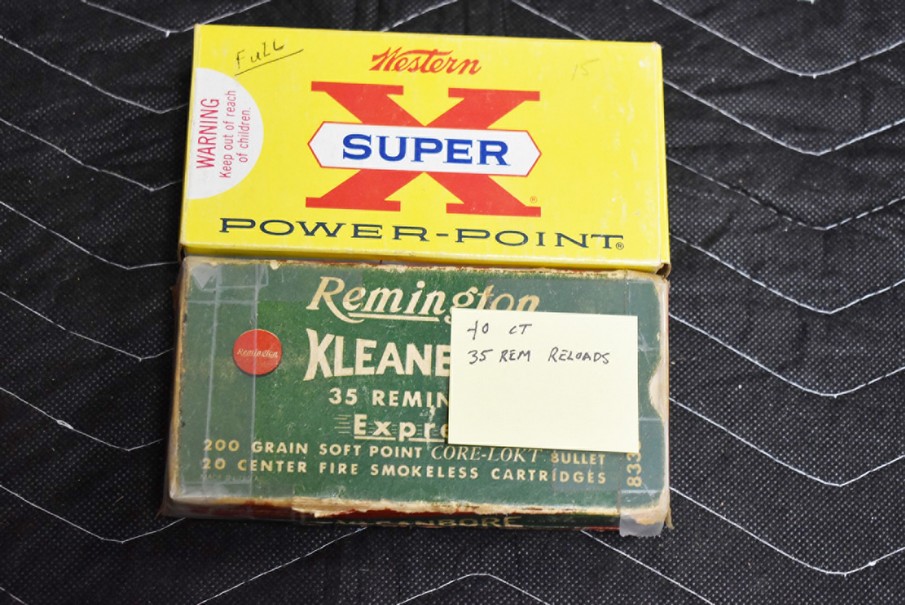 FULL
Western
15
WARNING
Keep out of reach
of children.
X
SUPER
®
POWER-POINT®
Remington
Remington
KLEANE
35 REMIN
40 CT
35 REM RELOADS
Expre
200 GRAIN SOFT POINT CORE-LOKT BULLET
20 CENTER FIRE SMOKELESS CARTRIDGES
833